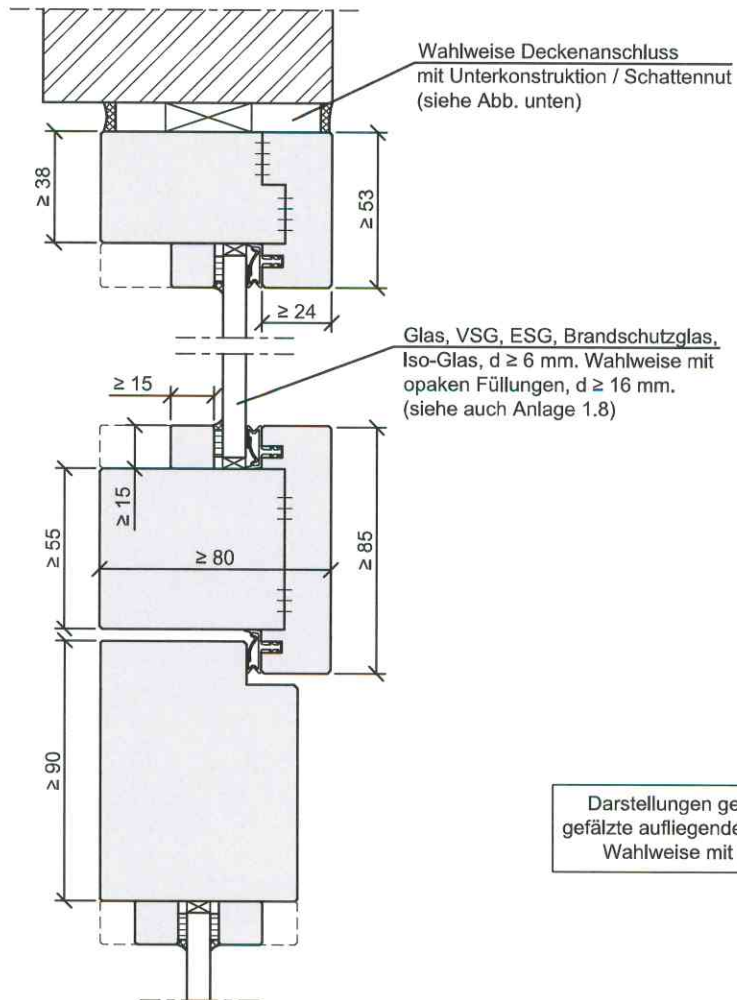 Wahlweise Deckenanschluss
mit Unterkonstruktion / Schattennut
(siehe Abb. unten)
≥ 38
≥ 53
≥ 24
Glas, VSG, ESG, Brandschutzglas,
Iso-Glas, d ≥ 6 mm. Wahlweise mit
opaken Füllungen, d ≥ 16 mm.
(siehe auch Anlage 1.8)
≥ 15
≥ 15
≥ 55
≥ 80
≥ 85
≥ 90
Darstellungen ge
gefälzte aufliegende
Wahlweise mit